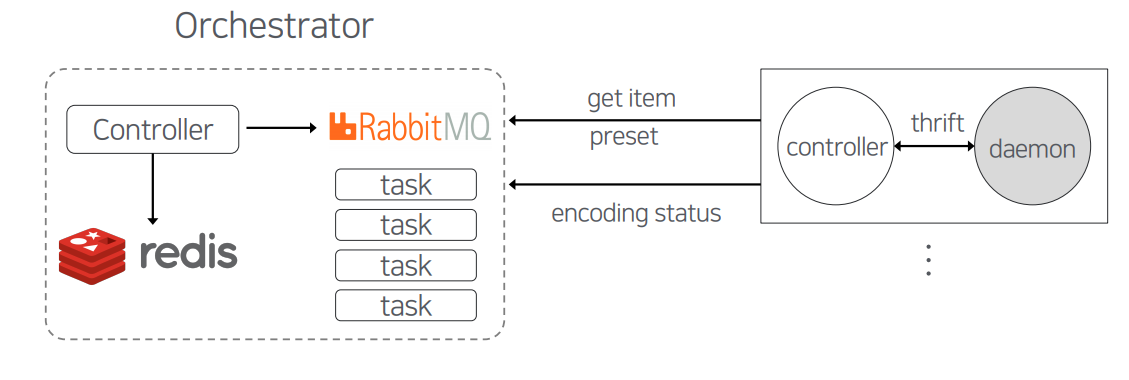 Orchestrator
Controller
RabbitMQ
redis
task
task
task
task
get item
preset
encoding status
controller
thrift
daemon